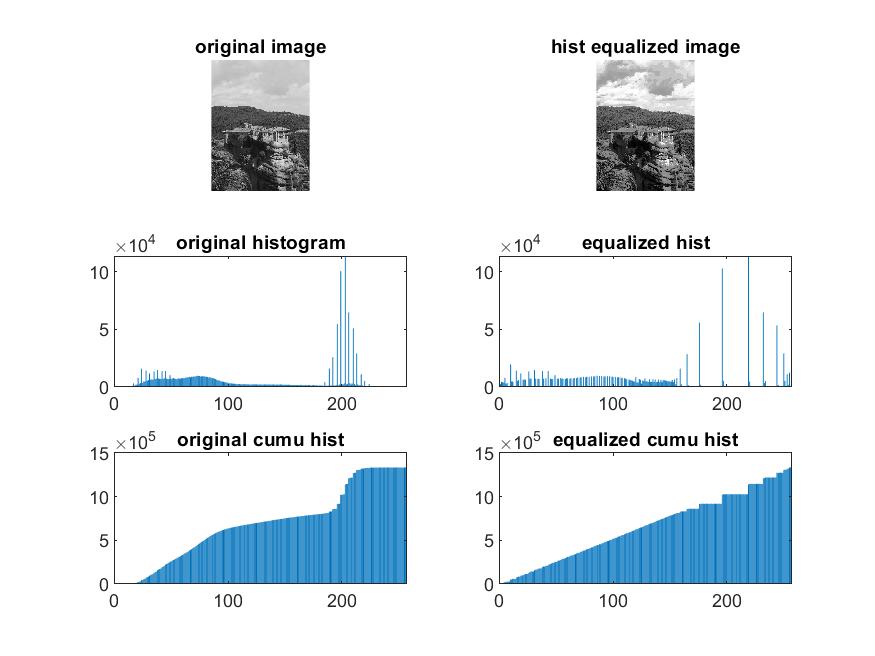 original image
hist equalized image
×10^4 original histogram
10
5
0
0 100 200
×10^4 equalized hist
10
5
0
0 100 200
×10^5 original cumu hist
15
10
5
0
0 100 200
×10^5 equalized cumu hist
15
10
5
0
0 100 200